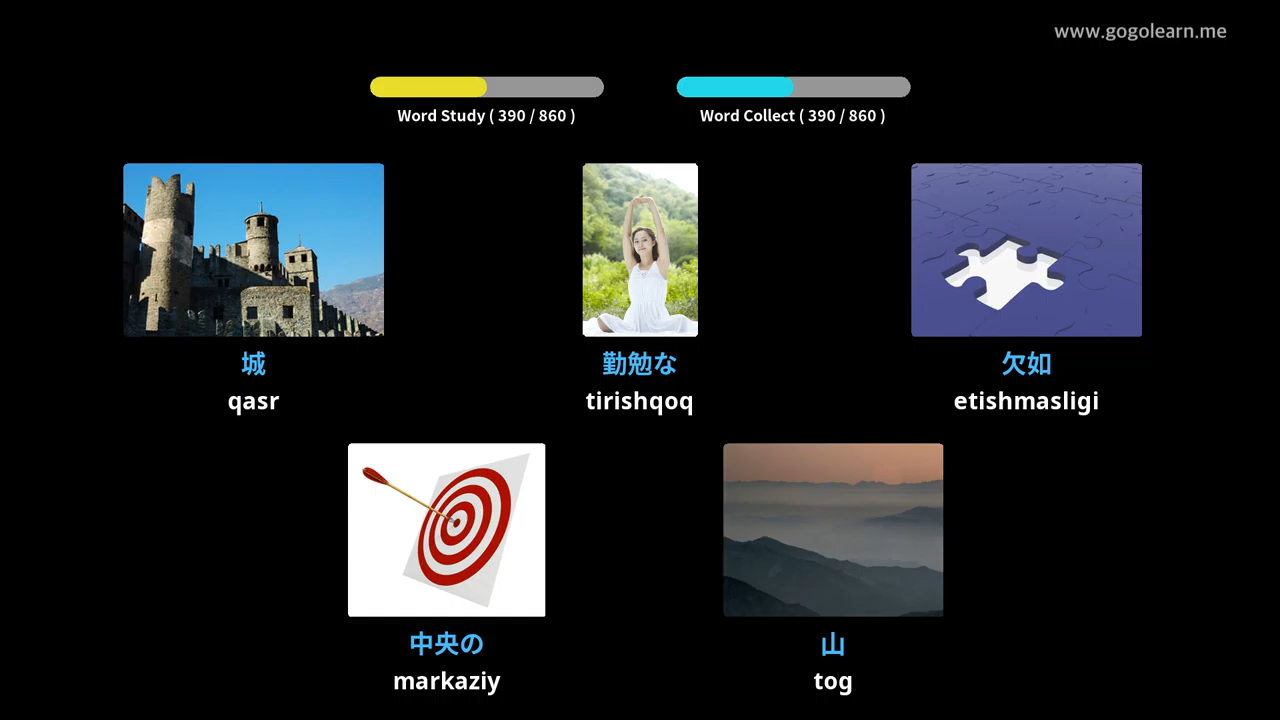 www.gogolearn.me
Word Study ( 390 / 860 )
Word Collect ( 390 / 860 )
城
qasr
勤勉な
tirishqoq
欠如
etishmasligi
中央の
markaziy
山
tog